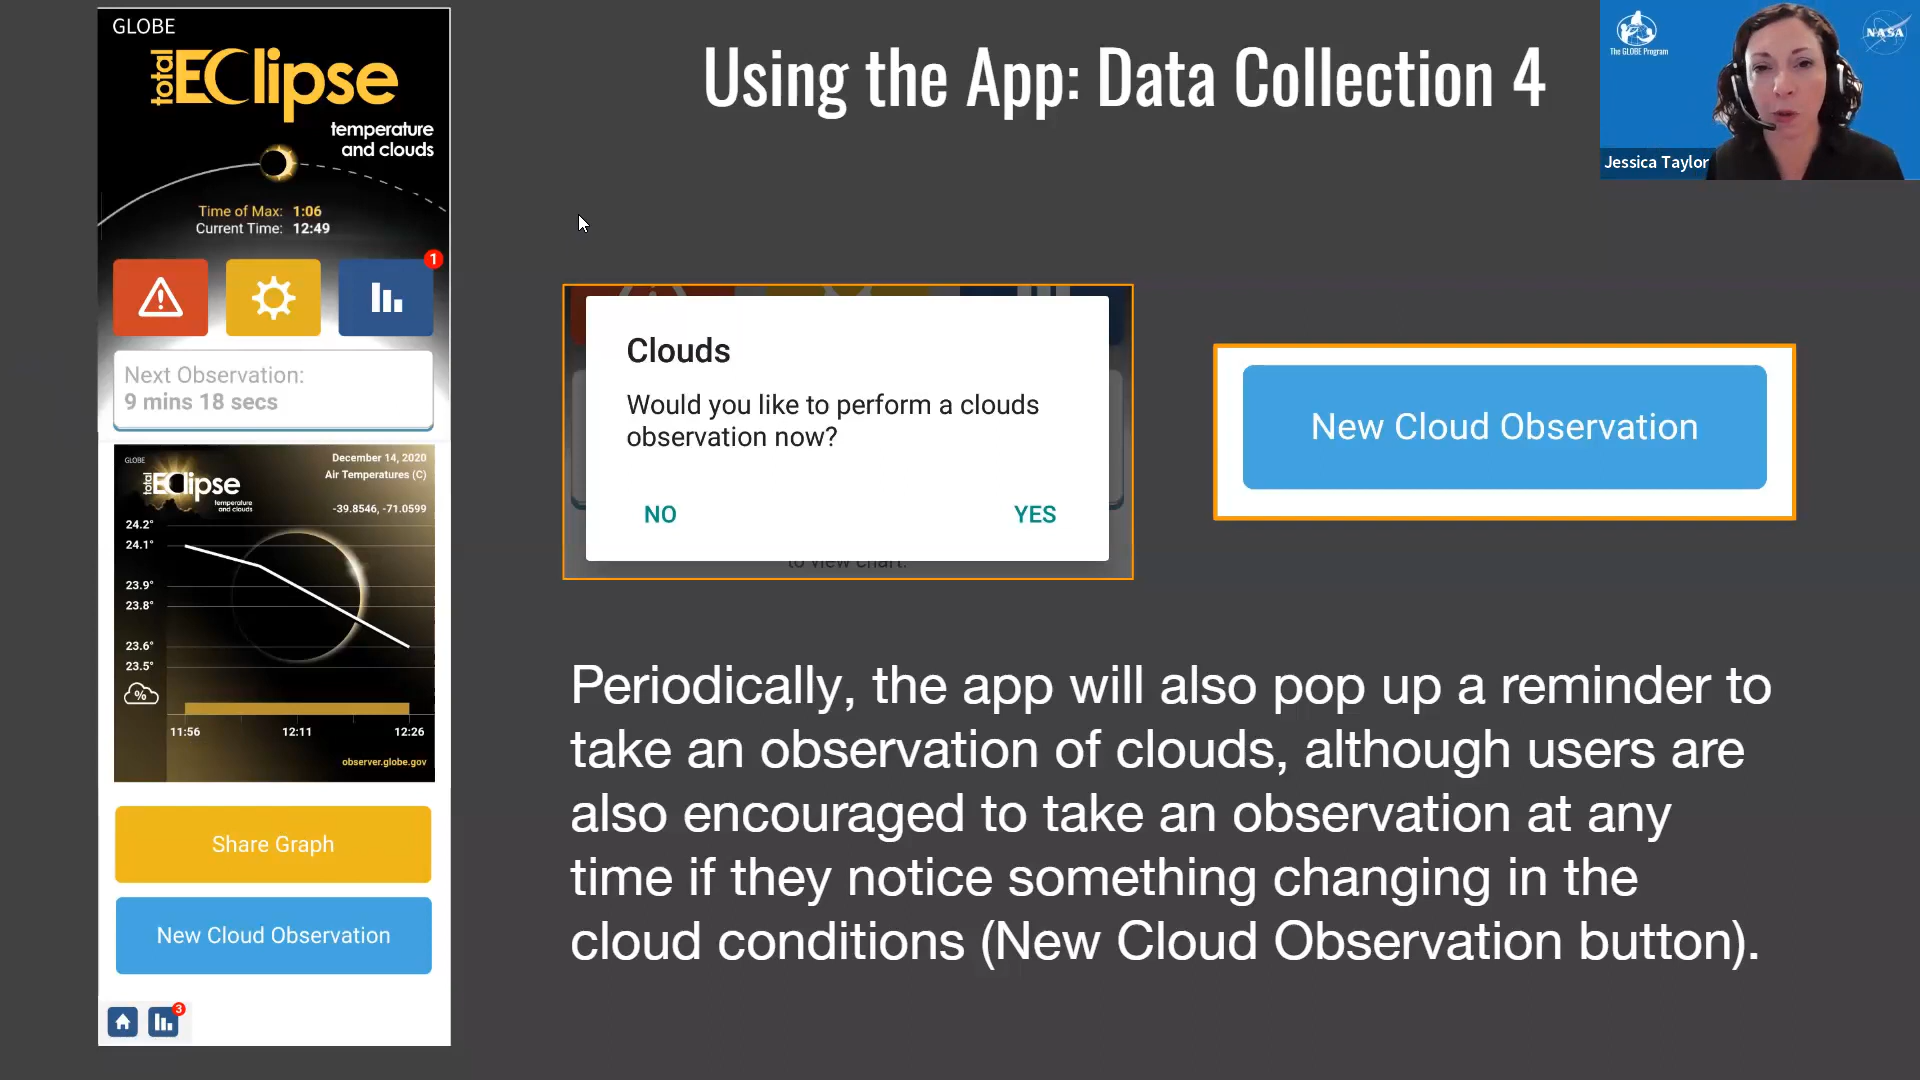 GLOBE
total
EClipse
temperature
and clouds
Time of Max: 1:06
Current Time: 12:49
1
Next Observation:
9 mins 18 secs
GLOBE
December 14, 2020
Air Temperatures (C)
total
EClipse
temperature
and clouds
-39.8546, -71.0599
24.2°
24.1°
23.9°
23.8°
23.6°
23.5°
%
11:56 12:11 12:26
observer.globe.gov
Share Graph
New Cloud Observation
3
Using the App: Data Collection 4
The GLOBE Program
NASA
Jessica Taylor
Clouds
Would you like to perform a clouds
observation now?
NO YES
to view chart.
New Cloud Observation
Periodically, the app will also pop up a reminder to
take an observation of clouds, although users are
also encouraged to take an observation at any
time if they notice something changing in the
cloud conditions (New Cloud Observation button).